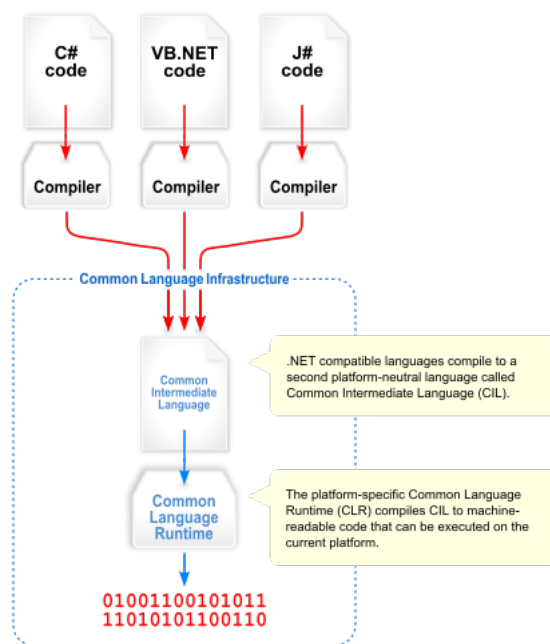 C#
code
VB.NET
code
J#
code
Compiler
Compiler
Compiler
Common Language Infrastructure
Common
Intermediate
Language
.NET compatible languages compile to a
second platform-neutral language called
Common Intermediate Language (CIL).
Common
Language
Runtime
The platform-specific Common Language
Runtime (CLR) compiles CIL to machine-
readable code that can be executed on the
current platform.
01001100101011
11010101100110